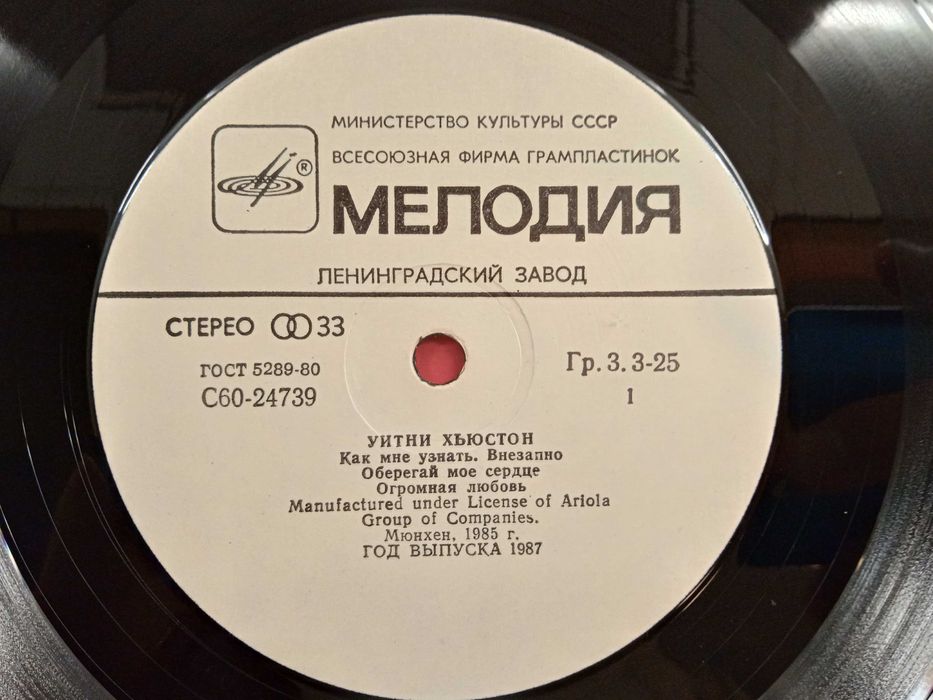 МИНИСТЕРСТВО КУЛЬТУРЫ СССР
ВСЕСОЮЗНАЯ ФИРМА ГРАМПЛАСТИНОК
®
МЕЛОДИЯ
ЛЕНИНГРАДСКИЙ ЗАВОД
СТЕРЕО 33
ГОСТ 5289-80
С60-24739
Гр. 3. 3-25
1
УИТНИ ХЬЮСТОН
Как мне узнать. Внезапно
Оберегай мое сердце
Огромная любовь
Manufactured under License of Ariola
Group of Companies.
Мюнхен, 1985 г.
ГОД ВЫПУСКА 1987